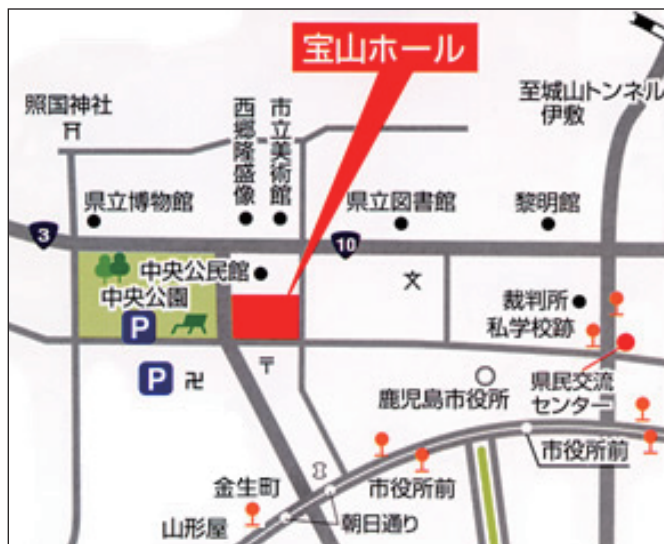 宝山ホール
照国神社
西郷隆盛像
市立美術館
至城山トンネル
伊敷
県立博物館
県立図書館
黎明館
3
10
中央公民館
中央公園
P
P
文
裁判所
私学校跡
県民交流
センター
鹿児島市役所
市役所前
市役所前
金生町
朝日通り
山形屋